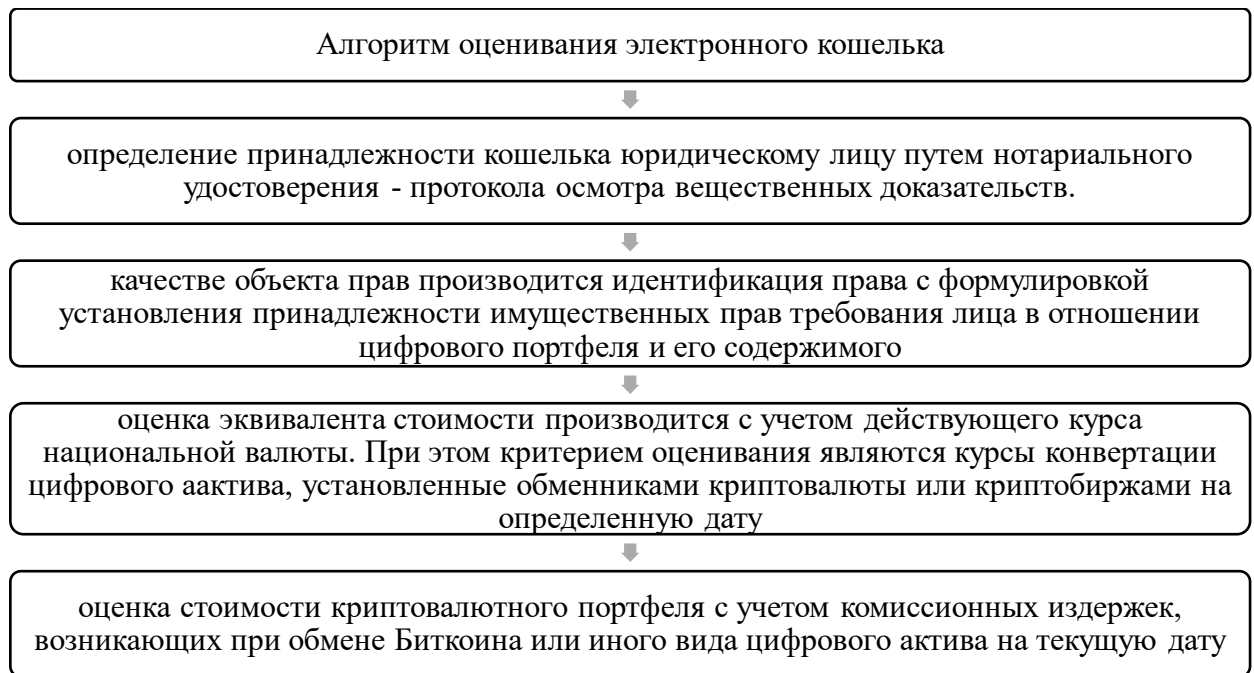 Алгоритм оценивания электронного кошелька
определение принадлежности кошелька юридическому лицу путем нотариального
удостоверения - протокола осмотра вещественных доказательств.
качестве объекта прав производится идентификация права с формулировкой
установления принадлежности имущественных прав требования лица в отношении
цифрового портфеля и его содержимого
оценка эквивалента стоимости производится с учетом действующего курса
национальной валюты. При этом критерием оценивания являются курсы конвертации
цифрового аактива, установленные обменниками криптовалюты или криптобиржами на
определенную дату
оценка стоимости криптовалютного портфеля с учетом комиссионных издержек,
возникающих при обмене Биткоина или иного вида цифрового актива на текущую дату